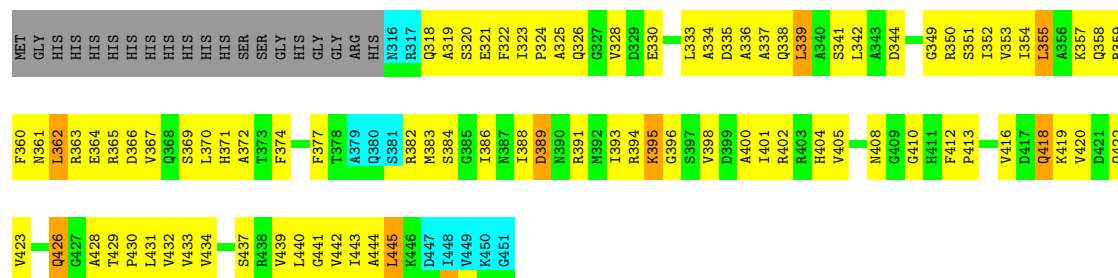 MET GLY HIS HIS HIS HIS HIS HIS HIS HIS HIS HIS SER SER GLY HIS GLY GLY ARG HIS N316 R317 Q318 A319 S320 E321 F322 I323 P324 A325 Q326 G327 V328 D329 E330 L333 A334 D335 A336 A337 Q338 L339 A340 S341 L342 A343 D344 G349 R350 S351 I352 V353 I354 L355 A356 K357 Q358 R359
F360 N361 L362 R363 E364 R365 D366 V367 Q368 S369 L370 H371 A372 T373 F374 F377 T378 A379 Q380 S381 R382 M383 S384 G385 I386 N387 I388 D389 N390 R391 M392 I393 R394 K395 G396 S397 V398 D399 A400 I401 R402 R403 H404 V405 N408 G409 G410 H411 F412 P413 V416 D417 Q418 K419 V420 D421 Q422
V423 Q426 G427 A428 T429 P430 L431 V432 V433 V434 S437 R438 V439 L440 G441 V442 I443 A444 L445 K446 D447 I448 V449 K450 G451